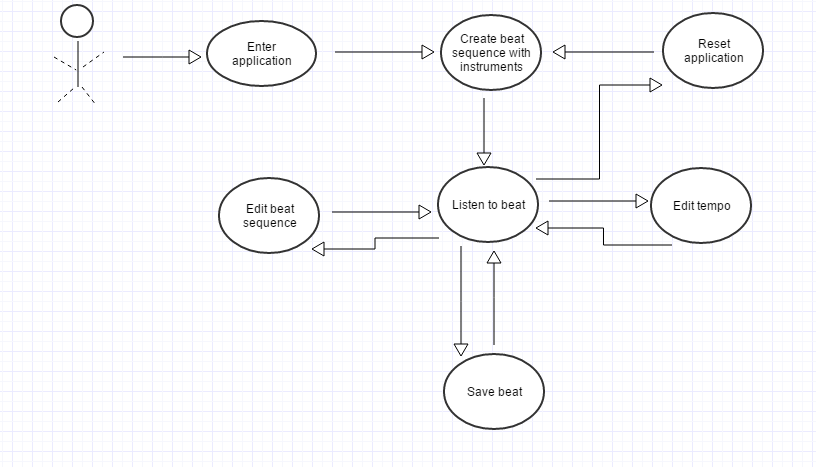 Enter
application
Create beat
sequence with
instruments
Reset
application
Edit beat
sequence
Listen to beat
Edit tempo
Save beat